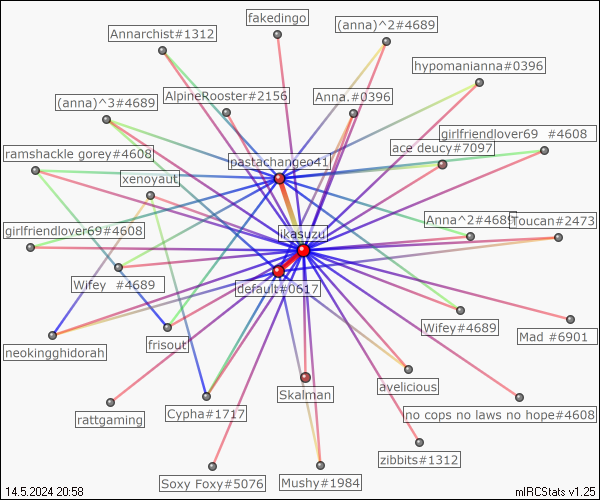 fakedingo
(anna)^2#4689
Annarchist#1312
hypomanianna#0396
AlpineRooster#2156
Anna.#0396
(anna)^3#4689
girlfriendlover69 #4608
ace deucy#7097
ramshackle gorey#4608
pastachangeo41
xenoyaut
Anna^2#4689
Toucan#2473
girlfriendlover69#4608
ikasuzu
Wifey #4689
default#0617
Wifey#4689
Mad #6901
neokingghidorah
frisout
avelicious
Skalman
no cops no laws no hope#4608
rattgaming
Cypha#1717
zibbits#1312
Soxy Foxy#5076
Mushy#1984
14.5.2024 20:58
mIRCStats v1.25